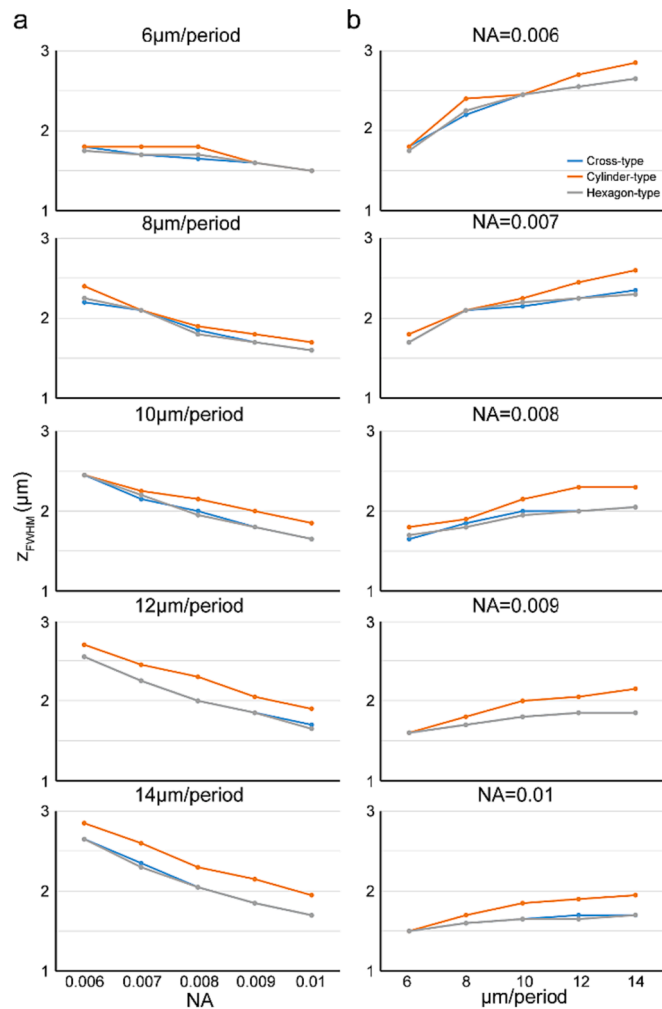 a
b
6µm/period
NA=0.006
3
2
1
3
2
1
Cross-type
Cylinder-type
Hexagon-type
8µm/period
NA=0.007
3
2
1
3
2
1
10µm/period
NA=0.008
3
2
1
3
2
1
zFWHM (µm)
12µm/period
NA=0.009
3
2
1
3
2
1
14µm/period
NA=0.01
3
2
1
3
2
1
0.006 0.007 0.008 0.009 0.01
NA
6 8 10 12 14
µm/period